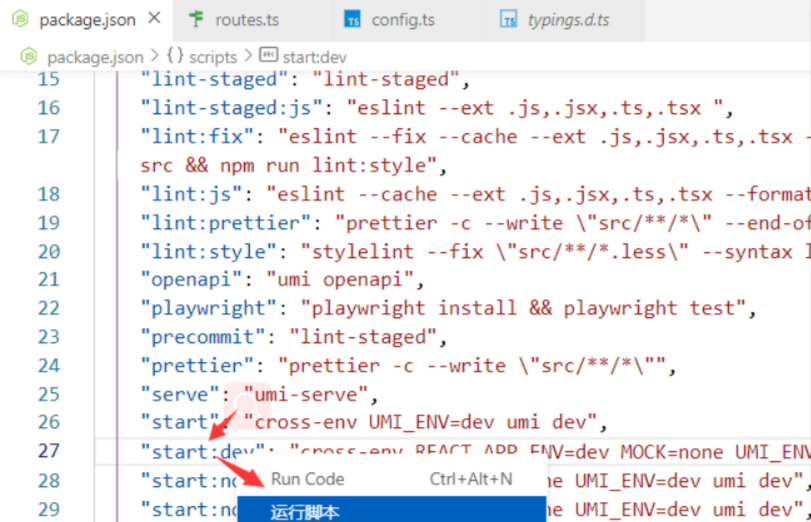 package.json
routes.ts
config.ts
typings.d.ts
package.json > {} scripts > start:dev
15 "lint-staged": "lint-staged",
16 "lint-staged:js": "eslint --ext .js,.jsx,.ts,.tsx ",
17 "lint:fix": "eslint --fix --cache --ext .js,.jsx,.ts,.tsx -
src && npm run lint:style",
18 "lint:js": "eslint --cache --ext .js,.jsx,.ts,.tsx --format
19 "lint:prettier": "prettier -c --write \"src/**/*\" --end-of
20 "lint:style": "stylelint --fix \"src/**/*.less\" --syntax l
21 "openapi": "umi openapi",
22 "playwright": "playwright install && playwright test",
23 "precommit": "lint-staged",
24 "prettier": "prettier -c --write \"src/**/*\"",
25 "serve": "umi-serve",
26 "start": "cross-env UMI_ENV=dev umi dev",
27 "start:dev": "cross-env REACT_APP_ENV=dev MOCK=none UMI_ENV
Run Code Ctrl+Alt+N
28 "start:no ne UMI_ENV=dev umi dev",
运行脚本
29 "start:no ne UMI_ENV=dev umi dev",